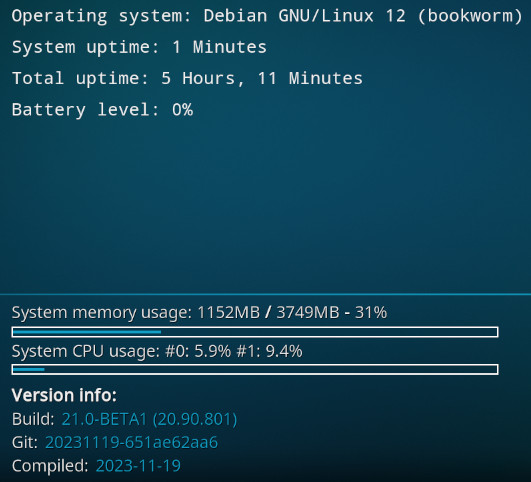 Operating system: Debian GNU/Linux 12 (bookworm)
System uptime: 1 Minutes
Total uptime: 5 Hours, 11 Minutes
Battery level: 0%
System memory usage: 1152MB / 3749MB - 31%
System CPU usage: #0: 5.9% #1: 9.4%
Version info:
Build: 21.0-BETA1 (20.90.801)
Git: 20231119-651ae62aa6
Compiled: 2023-11-19